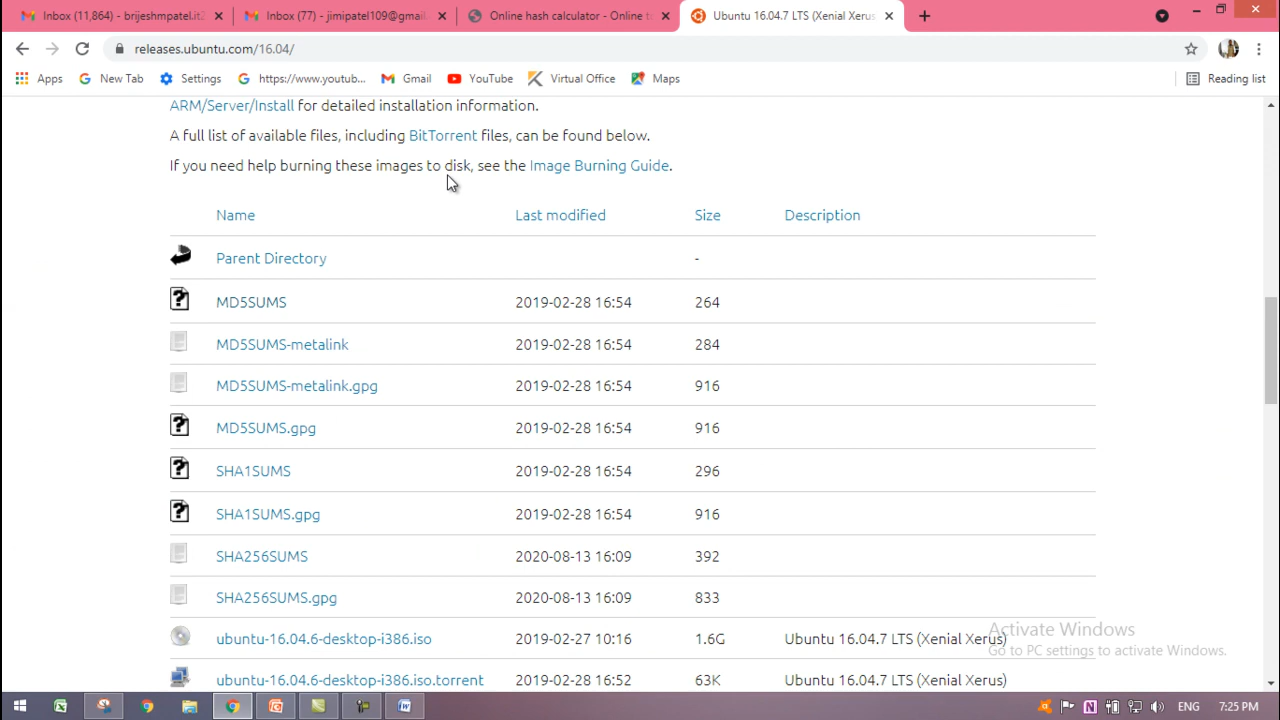 Inbox (11,864) - brijeshmpatel.it2
Inbox (77) - jimipatel109@gmail.
Online hash calculator - Online to
Ubuntu 16.04.7 LTS (Xenial Xerus
releases.ubuntu.com/16.04/
Apps
New Tab
Settings
https://www.youtub...
Gmail
YouTube
Virtual Office
Maps
Reading list
ARM/Server/Install for detailed installation information.
A full list of available files, including BitTorrent files, can be found below.
If you need help burning these images to disk, see the Image Burning Guide.
Name Last modified Size Description
Parent Directory -
MD5SUMS 2019-02-28 16:54 264
MD5SUMS-metalink 2019-02-28 16:54 284
MD5SUMS-metalink.gpg 2019-02-28 16:54 916
MD5SUMS.gpg 2019-02-28 16:54 916
SHA1SUMS 2019-02-28 16:54 296
SHA1SUMS.gpg 2019-02-28 16:54 916
SHA256SUMS 2020-08-13 16:09 392
SHA256SUMS.gpg 2020-08-13 16:09 833
ubuntu-16.04.6-desktop-i386.iso 2019-02-27 10:16 1.6G Ubuntu 16.04.7 LTS (Xenial Xerus)
ubuntu-16.04.6-desktop-i386.iso.torrent 2019-02-28 16:52 63K Ubuntu 16.04.7 LTS (Xenial Xerus)
Activate Windows
Go to PC settings to activate Windows.
ENG
7:25 PM